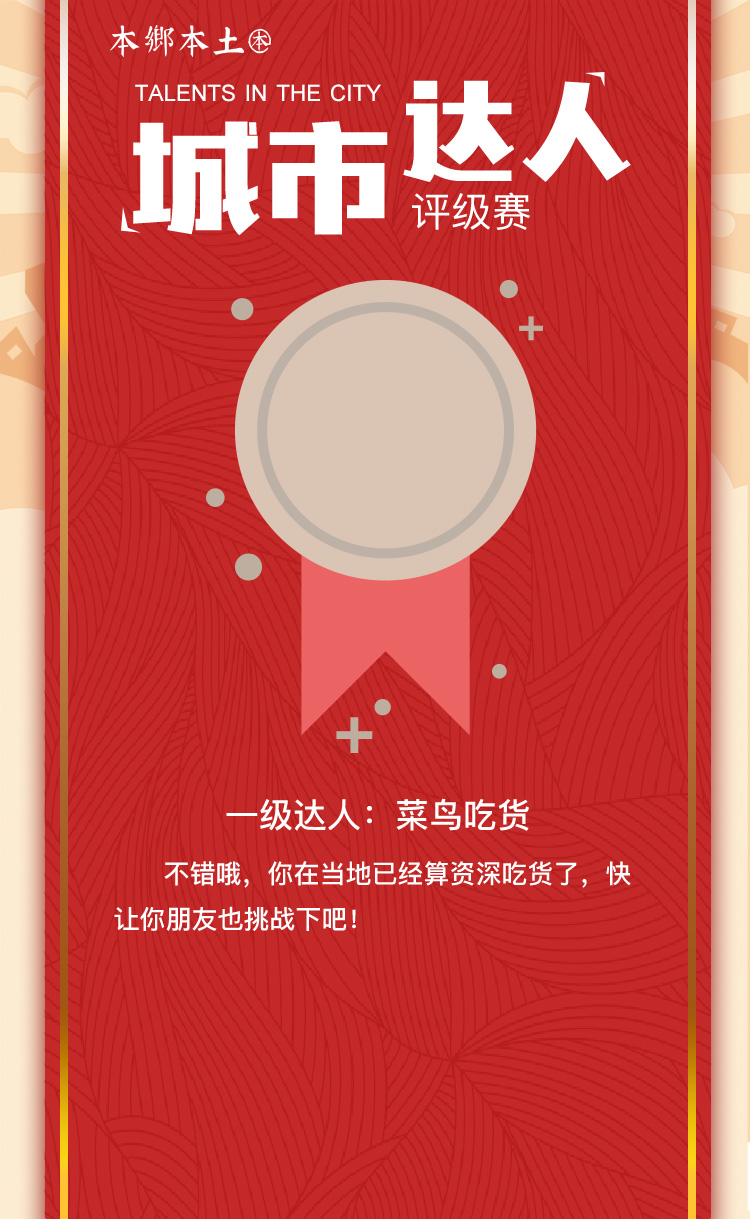 本鄉本土本
TALENTS IN THE CITY
城市达人
评级赛
一级达人：菜鸟吃货
不错哦，你在当地已经算资深吃货了，快
让你朋友也挑战下吧！